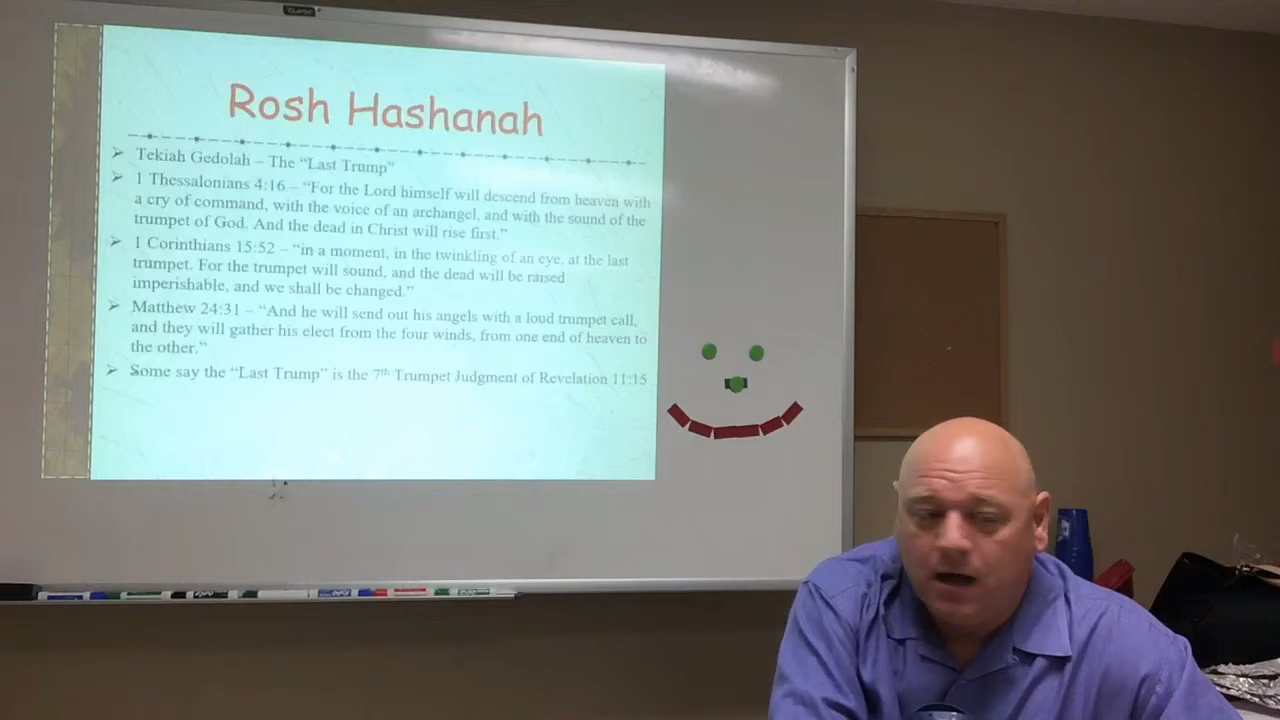 Rosh Hashanah
➢ Tekiah Gedolah – The “Last Trump”
➢ 1 Thessalonians 4:16 – “For the Lord himself will descend from heaven with
a cry of command, with the voice of an archangel, and with the sound of the
trumpet of God. And the dead in Christ will rise first.”
➢ 1 Corinthians 15:52 – “in a moment, in the twinkling of an eye, at the last
trumpet. For the trumpet will sound, and the dead will be raised
imperishable, and we shall be changed.”
➢ Matthew 24:31 – “And he will send out his angels with a loud trumpet call,
and they will gather his elect from the four winds, from one end of heaven to
the other.”
➢ Some say the “Last Trump” is the 7th Trumpet Judgment of Revelation 11:15